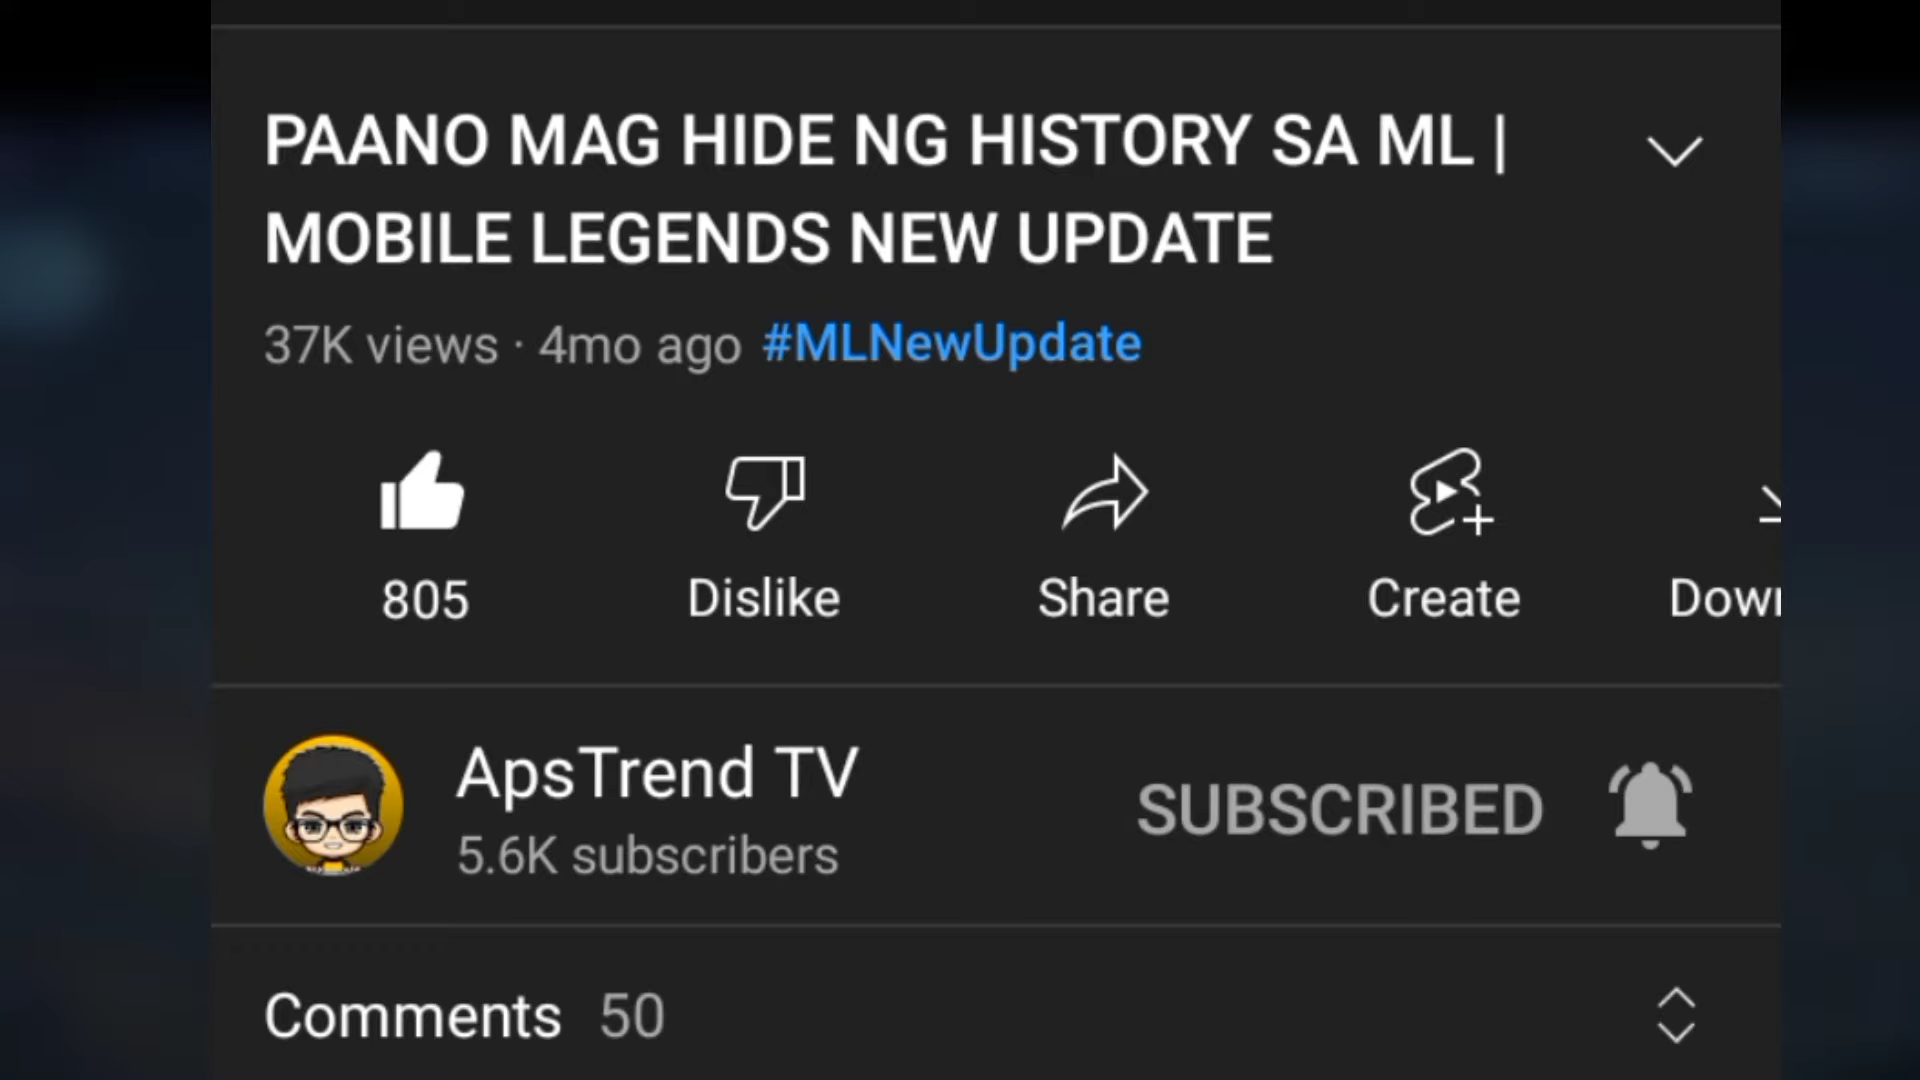 PAANO MAG HIDE NG HISTORY SA ML |
MOBILE LEGENDS NEW UPDATE
37K views · 4mo ago #MLNewUpdate
805 Dislike Share Create Down
ApsTrend TV
5.6K subscribers
SUBSCRIBED
Comments 50